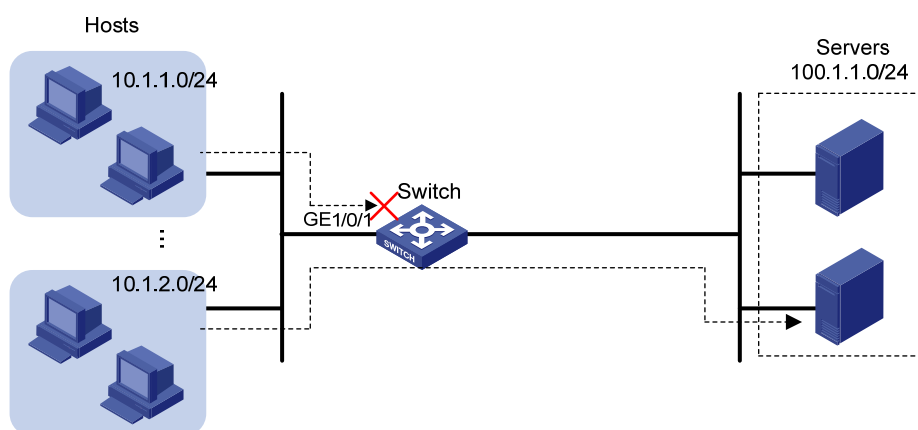 Hosts
10.1.1.0/24
Servers
100.1.1.0/24
Switch
GE1/0/1
SWITCH
...
10.1.2.0/24